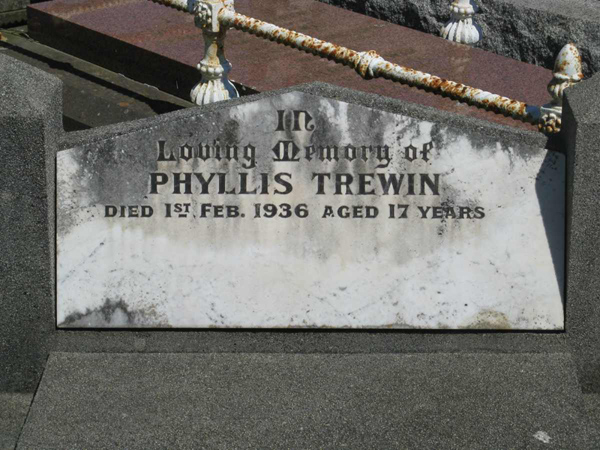 In
Loving Memory of
PHYLLIS TREWIN
DIED 1ST FEB. 1936 AGED 17 YEARS